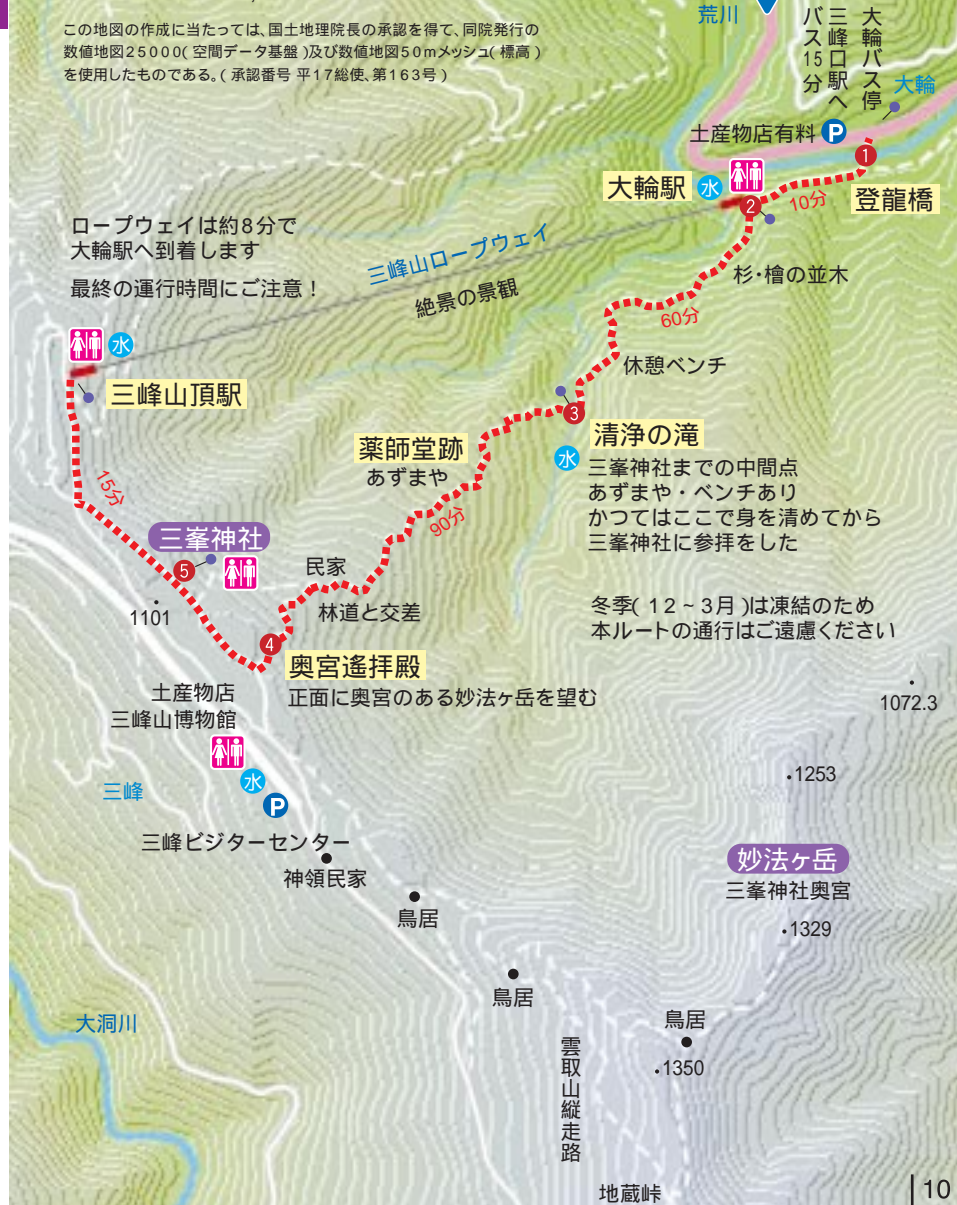 この地図の作成に当たっては、国土地理院長の承認を得て、同院発行の
数値地図25000(空間データ基盤)及び数値地図50mメッシュ(標高)
を使用したものである。(承認番号 平17総使、第163号)
荒川
大輪バス停
三峰口駅へ
バス15分
大輪
土産物店有料 P
1
登龍橋
大輪駅 水
2
10分
杉・檜の並木
ロープウェイは約8分で
大輪駅へ到着します
最終の運行時間にご注意!
三峰山ロープウェイ
絶景の景観
60分
休憩ベンチ
水
三峰山頂駅
3
清浄の滝
水
三峯神社までの中間点
あずまや・ベンチあり
かつてはここで身を清めてから
三峯神社に参拝をした
薬師堂跡
あずまや
90分
15分
三峯神社
5
民家
林道と交差
1101
冬季(12~3月)は凍結のため
本ルートの通行はご遠慮ください
4
奥宮遙拝殿
正面に奥宮のある妙法ヶ岳を望む
土産物店
三峰山博物館
水
P
三峰
三峰ビジターセンター
神領民家
鳥居
鳥居
鳥居
1072.3
1253
妙法ヶ岳
三峯神社奥宮
1329
1350
大洞川
雲取山縦走路
地蔵峠
10